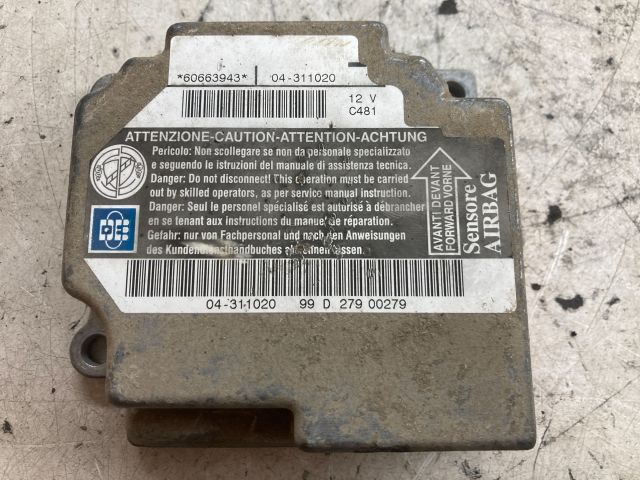 *60663943* 04-311020
12 V
C481
ATTENZIONE-CAUTION-ATTENTION-ACHTUNG
Pericolo: Non scollegare se non da personale specializzato
e seguendo le istruzioni del manuale di assistenza tecnica.
Danger: Do not disconnect! This operation must be carried
out by skilled operators, as per service manual instruction.
Danger: Seul le personel spécialisé est autorisé à débrancher
en se tenant aux instructions du manuel de réparation.
Gefahr: nur von Fachpersonal und nach den Anweisungen
des Kundendiensthandbuches
AVANTI DEVANT
FORWARD VORNE
Sensore
AIRBAG
04-311020 99 D 279 00279